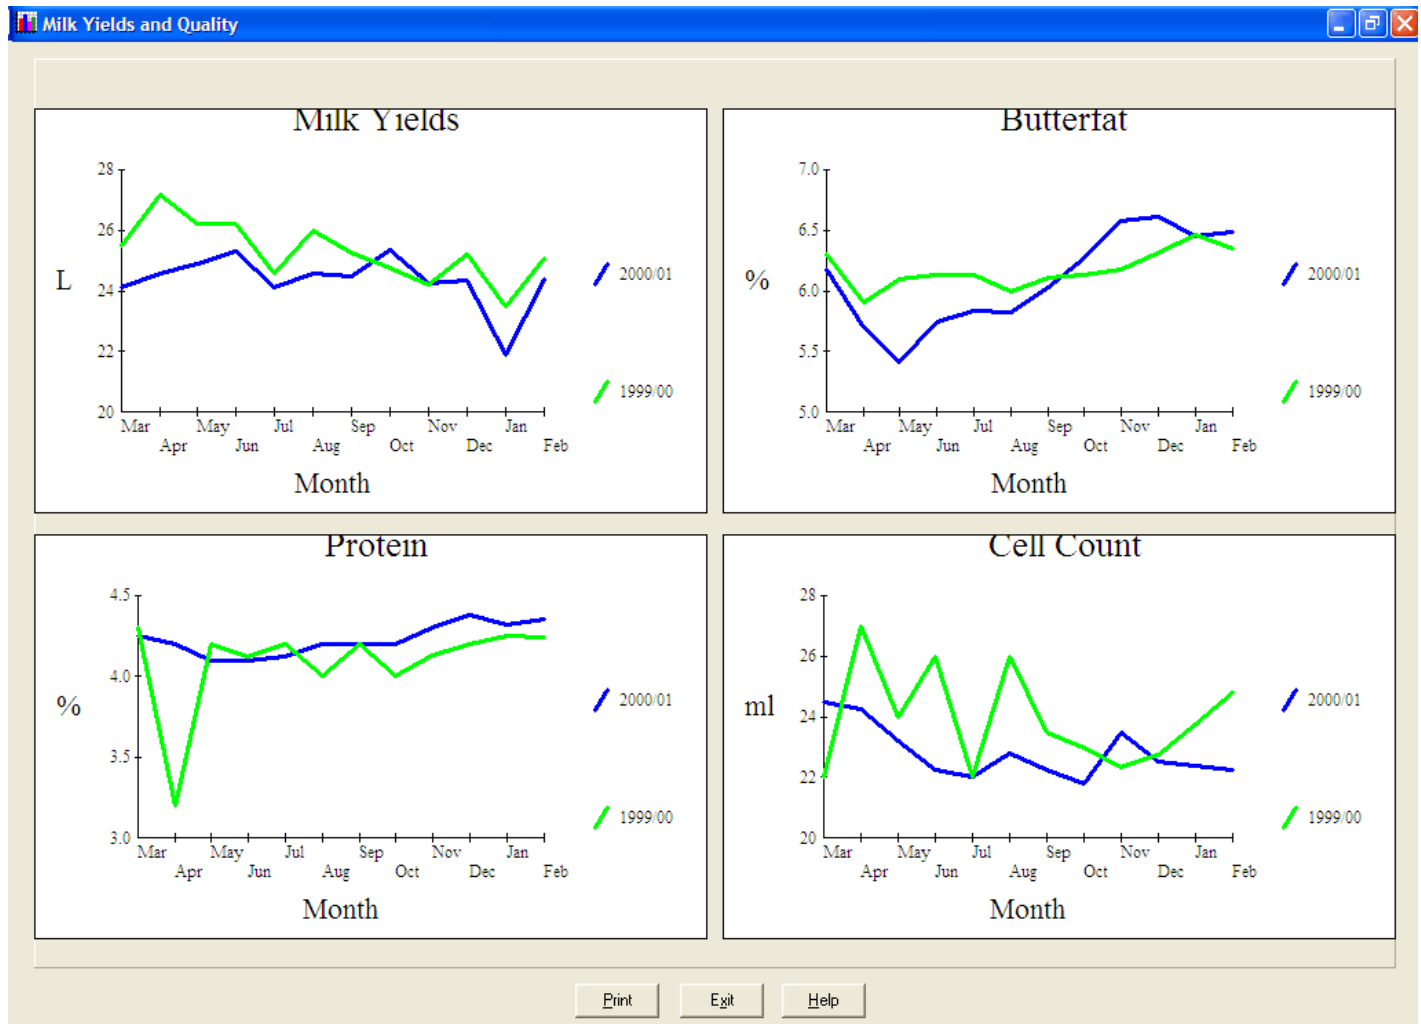 Milk Yields and Quality
Milk Yields
28
26
24
22
20
L
Mar May Jul Sep Nov Jan
Apr Jun Aug Oct Dec Feb
Month
2000/01
1999/00
Butterfat
7.0
6.5
6.0
5.5
5.0
%
Mar May Jul Sep Nov Jan
Apr Jun Aug Oct Dec Feb
Month
2000/01
1999/00
Protein
4.5
4.0
3.5
3.0
%
Mar May Jul Sep Nov Jan
Apr Jun Aug Oct Dec Feb
Month
2000/01
1999/00
Cell Count
28
26
24
22
20
ml
Mar May Jul Sep Nov Jan
Apr Jun Aug Oct Dec Feb
Month
2000/01
1999/00
Print Exit Help